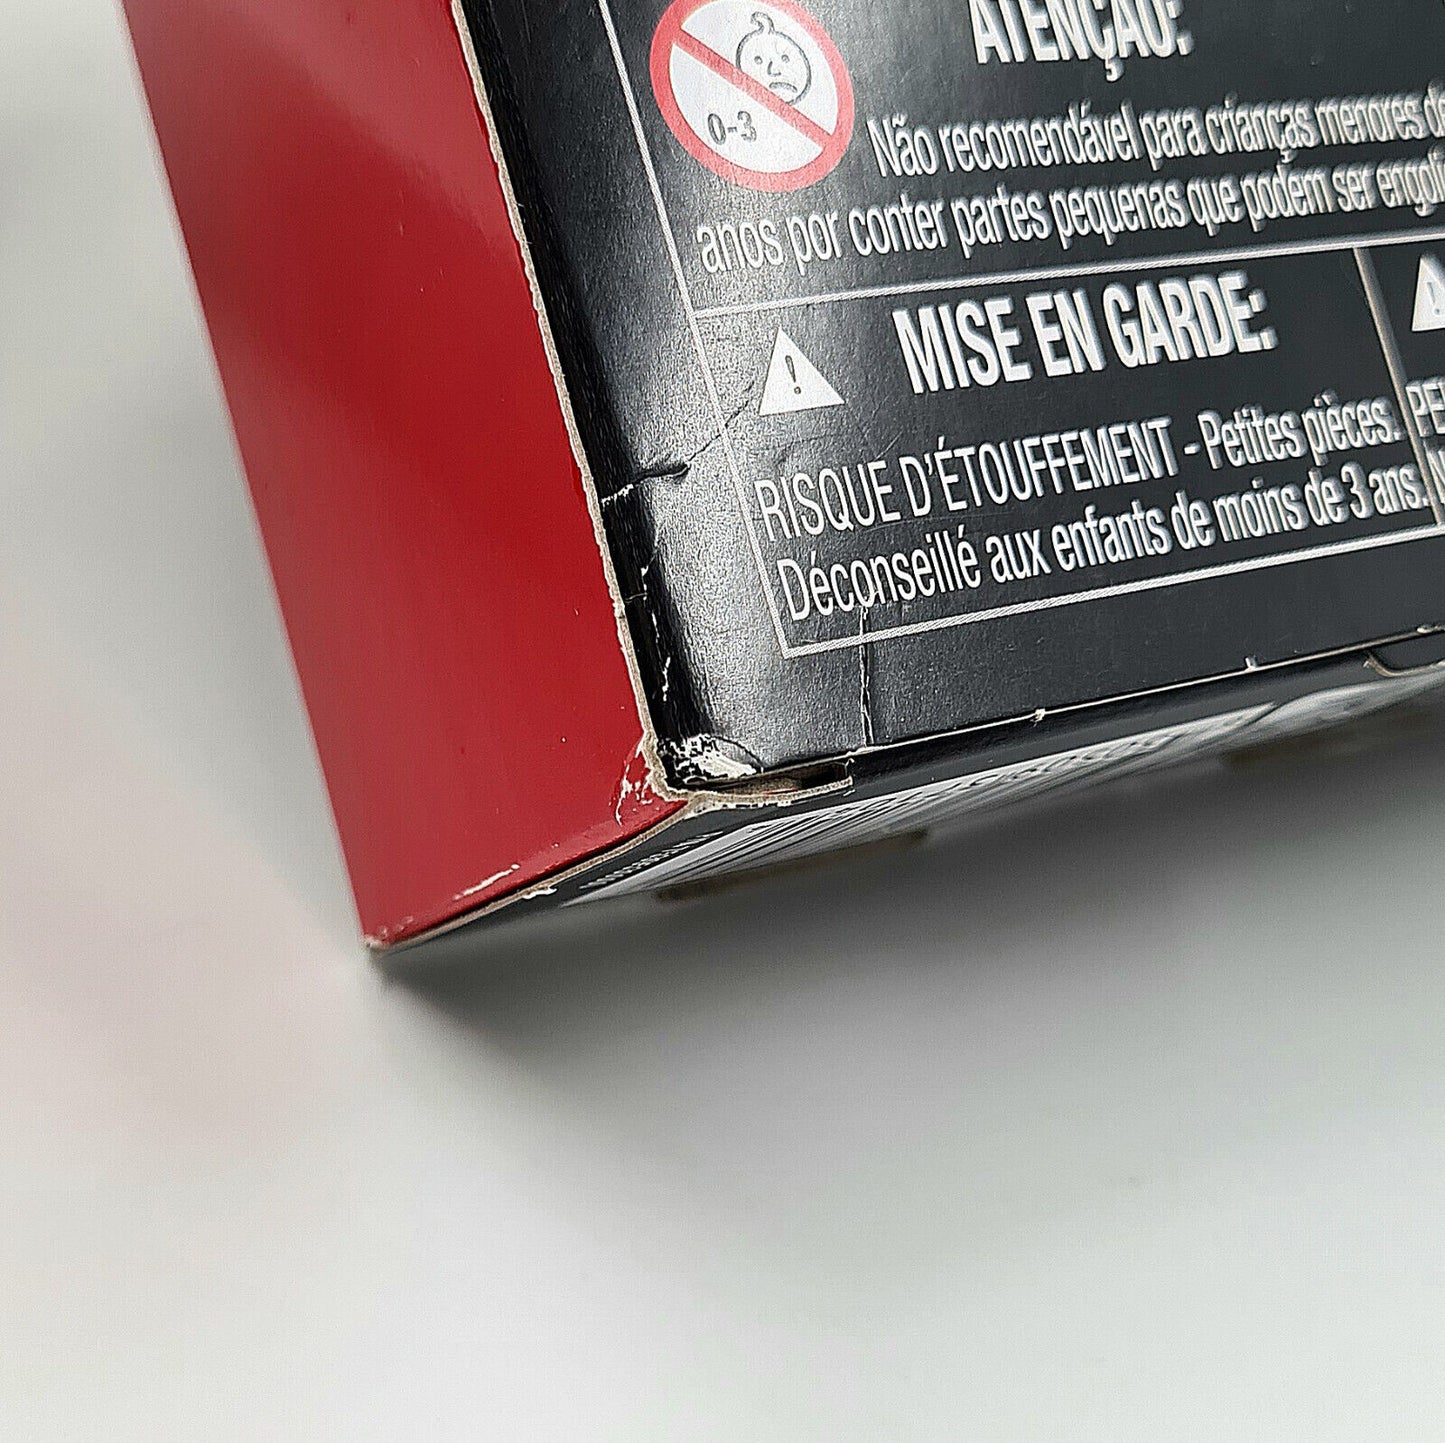 0-3
ATENÇÃO:
Não recomendável para crianças menores de
anos por conter partes pequenas que podem ser
MISE EN GARDE:
RISQUE D'ÉTOUFFEMENT - Petites pièces.
Déconseillé aux enfants de moins de 3 ans.